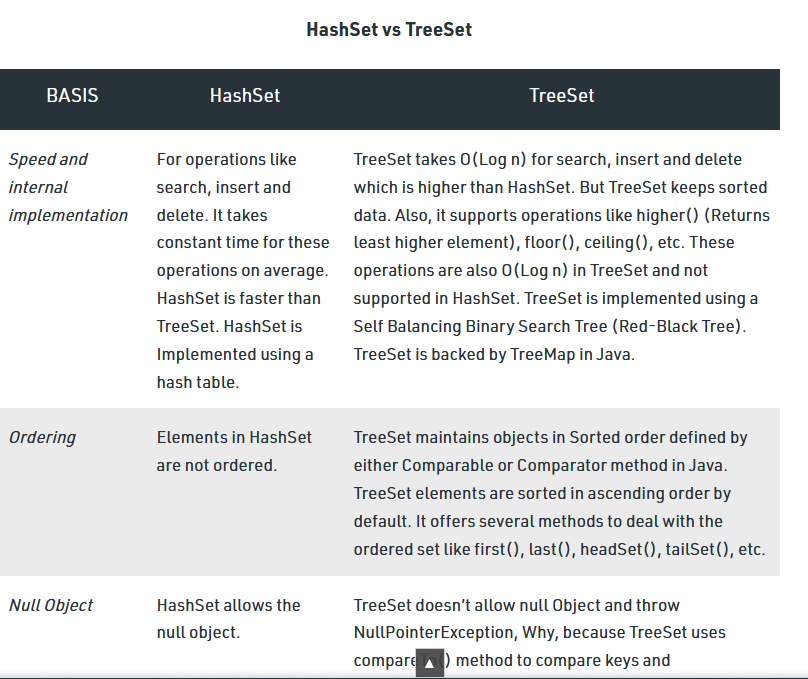 HashSet vs TreeSet
BASIS
HashSet
TreeSet
Speed and
internal
implementation
For operations like
search, insert and
delete. It takes
constant time for these
operations on average.
HashSet is faster than
TreeSet. HashSet is
Implemented using a
hash table.
TreeSet takes O(Log n) for search, insert and delete
which is higher than HashSet. But TreeSet keeps sorted
data. Also, it supports operations like higher() (Returns
least higher element), floor(), ceiling(), etc. These
operations are also O(Log n) in TreeSet and not
supported in HashSet. TreeSet is implemented using a
Self Balancing Binary Search Tree (Red-Black Tree).
TreeSet is backed by TreeMap in Java.
Ordering
Elements in HashSet
are not ordered.
TreeSet maintains objects in Sorted order defined by
either Comparable or Comparator method in Java.
TreeSet elements are sorted in ascending order by
default. It offers several methods to deal with the
ordered set like first(), last(), headSet(), tailSet(), etc.
Null Object
HashSet allows the
null object.
TreeSet doesn't allow null Object and throw
NullPointerException, Why, because TreeSet uses
method to compare keys and